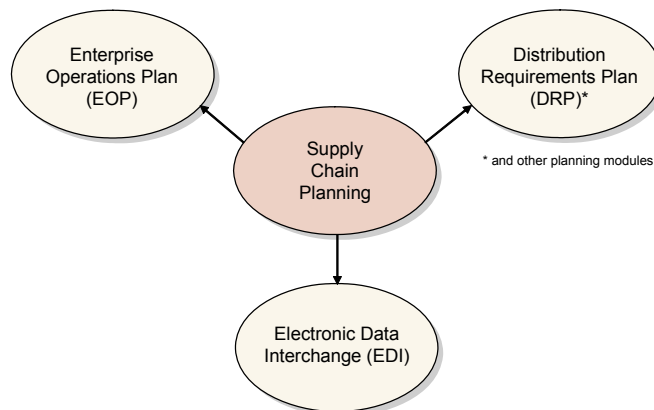 Enterprise
Operations Plan
(EOP)
Distribution
Requirements Plan
(DRP)*
* and other planning modules
Supply
Chain
Planning
Electronic Data
Interchange (EDI)